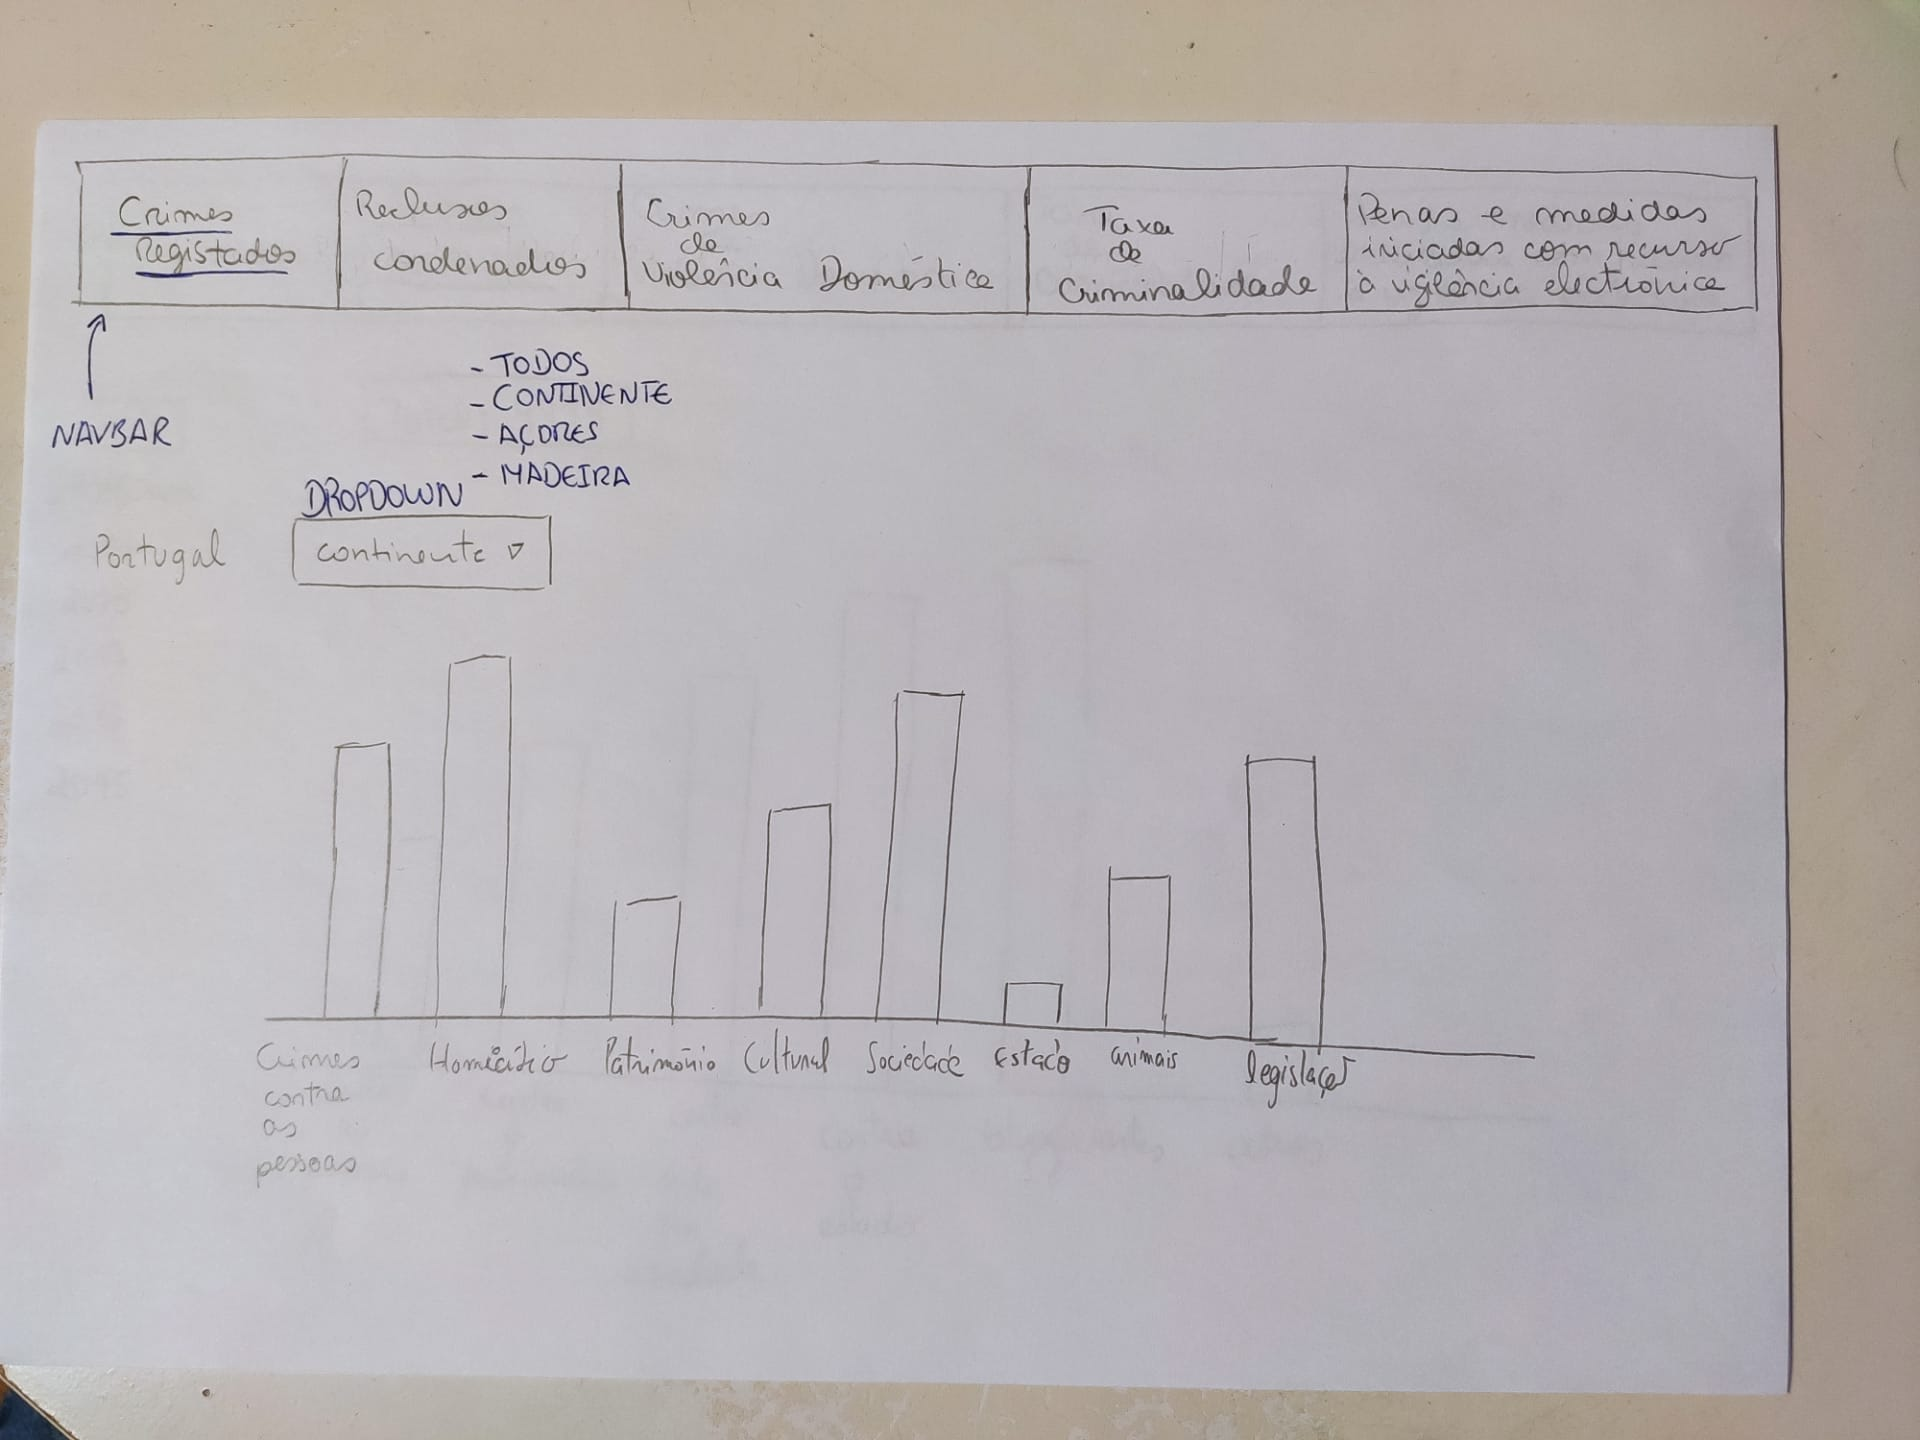 Crimes
Registados
Reclusos
condenados
Crimes
de
Violência Doméstica
Taxa
de
Criminalidade
Penas e medidas
iniciadas com recurso
à vigilância electrónica
NAVBAR
- TODOS
- CONTINENTE
- AÇORES
- MADEIRA
DROPDOWN
Portugal
continente
Crimes
contra
as
pessoas
Homicídio
Património
Cultural
Sociedade
Estado
animais